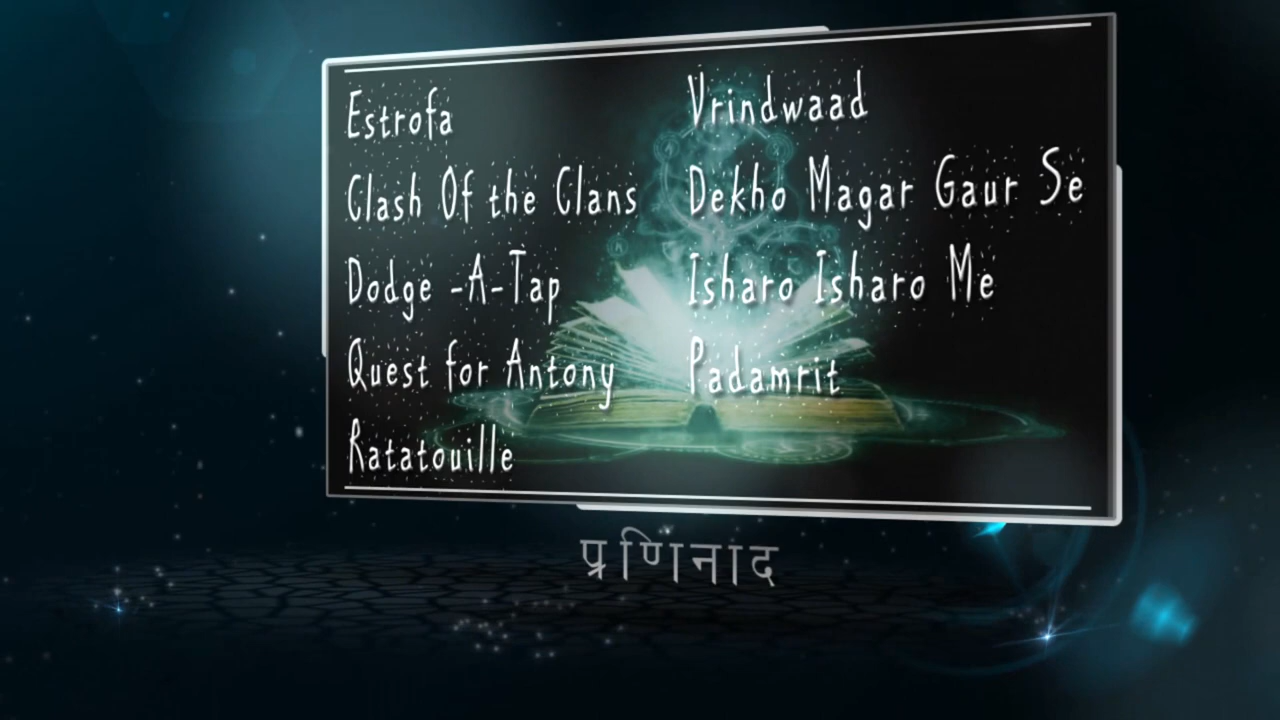 Estrofa
Clash Of the Clans
Dodge -A-Tap
Quest for Antony
Ratatouille
Vrindwaad
Dekho Magar Gaur Se
Isharo Isharo Me
Padamrit
प्रणिनाद